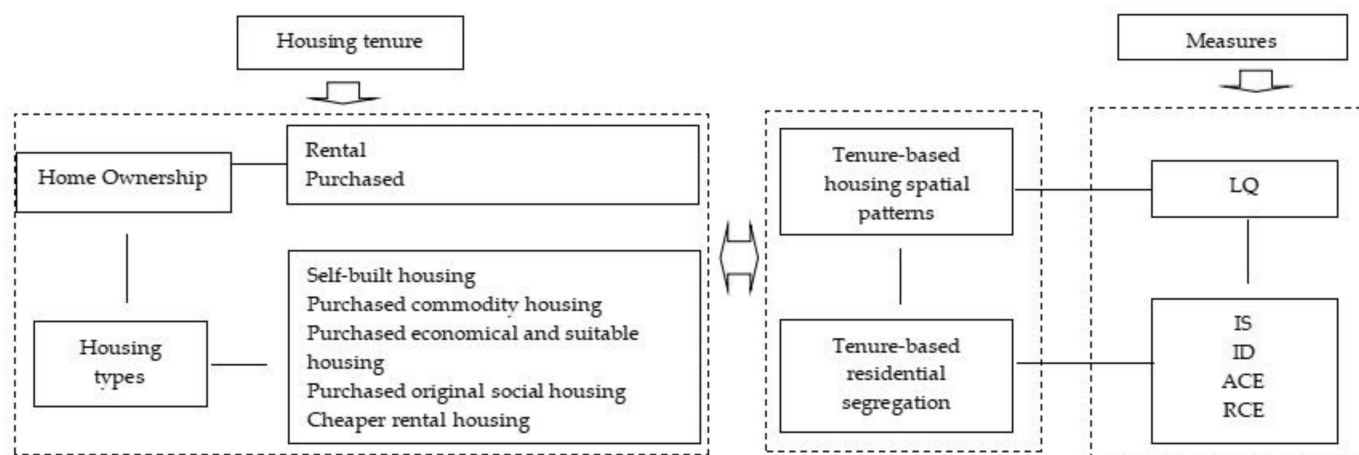 Housing tenure
Measures
Home Ownership
Rental
Purchased
Housing
types
Self-built housing
Purchased commodity housing
Purchased economical and suitable
housing
Purchased original social housing
Cheaper rental housing
Tenure-based
housing spatial
patterns
Tenure-based
residential
segregation
LQ
IS
ID
ACE
RCE